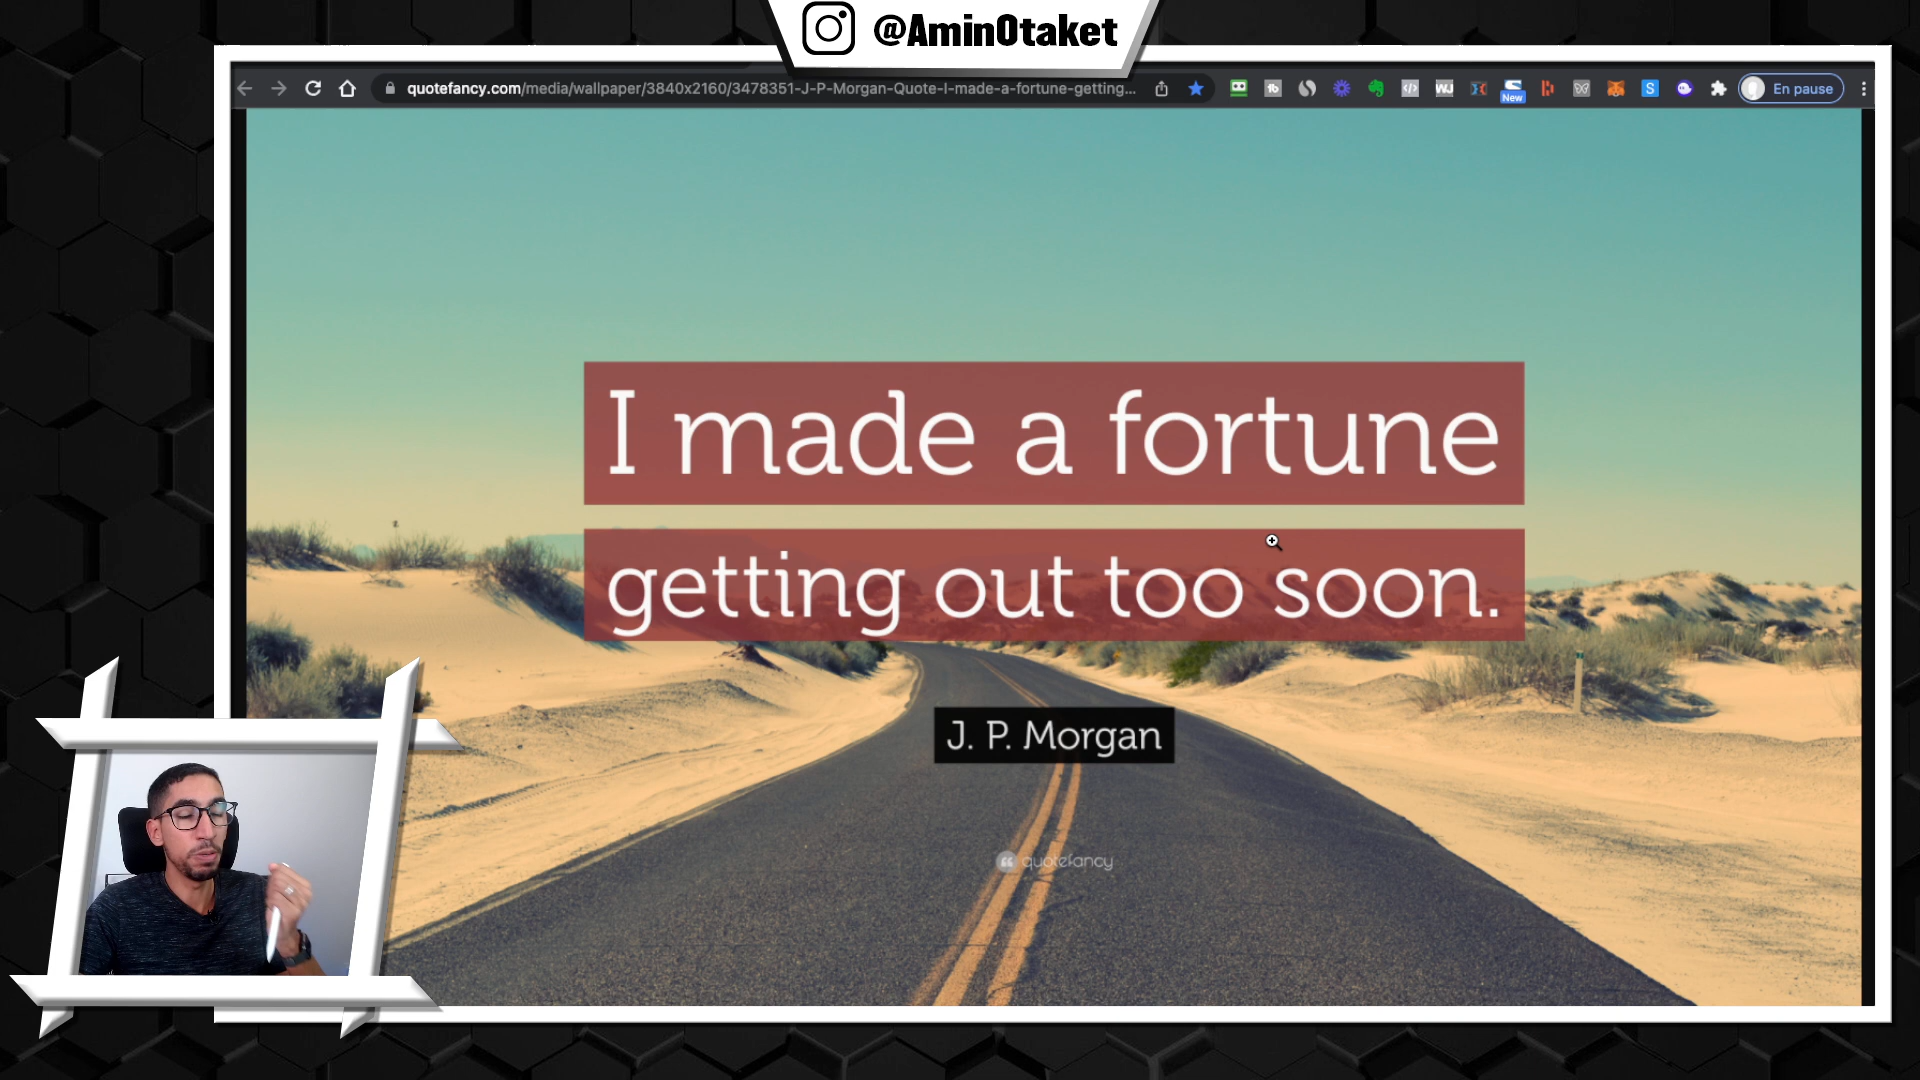 @AminOtaket
quotefancy.com/media/wallpaper/3840x2160/3478351-J-P-Morgan-Quote-I-made-a-fortune-getting...
New
En pause
I made a fortune
getting out too soon.
J. P. Morgan
quotefancy